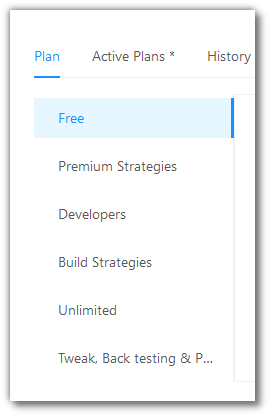 Plan Active Plans * History
Free
Premium Strategies
Developers
Build Strategies
Unlimited
Tweak, Back testing & P...